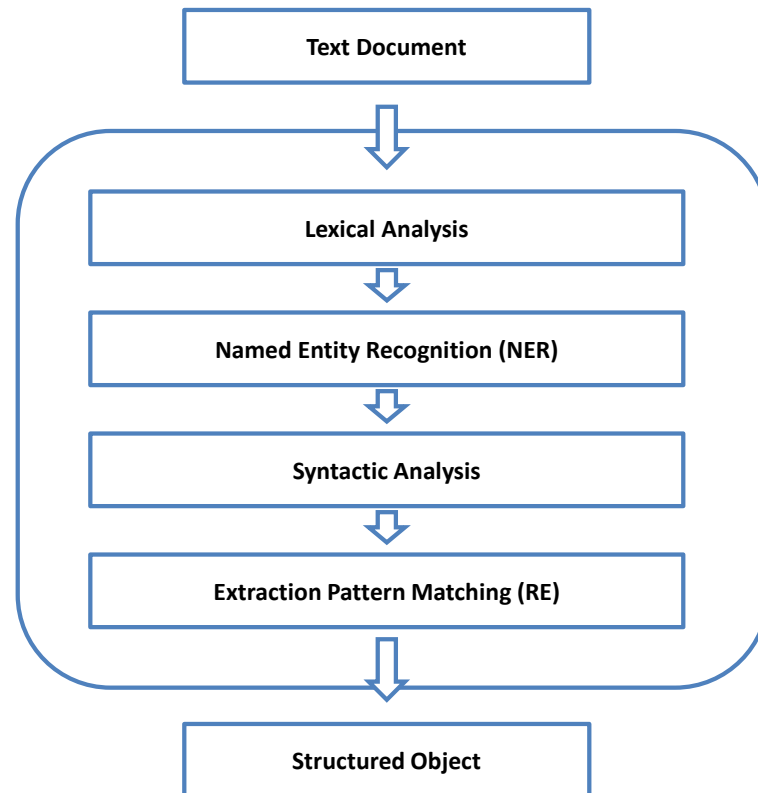 Text Document
Lexical Analysis
Named Entity Recognition (NER)
Syntactic Analysis
Extraction Pattern Matching (RE)
Structured Object